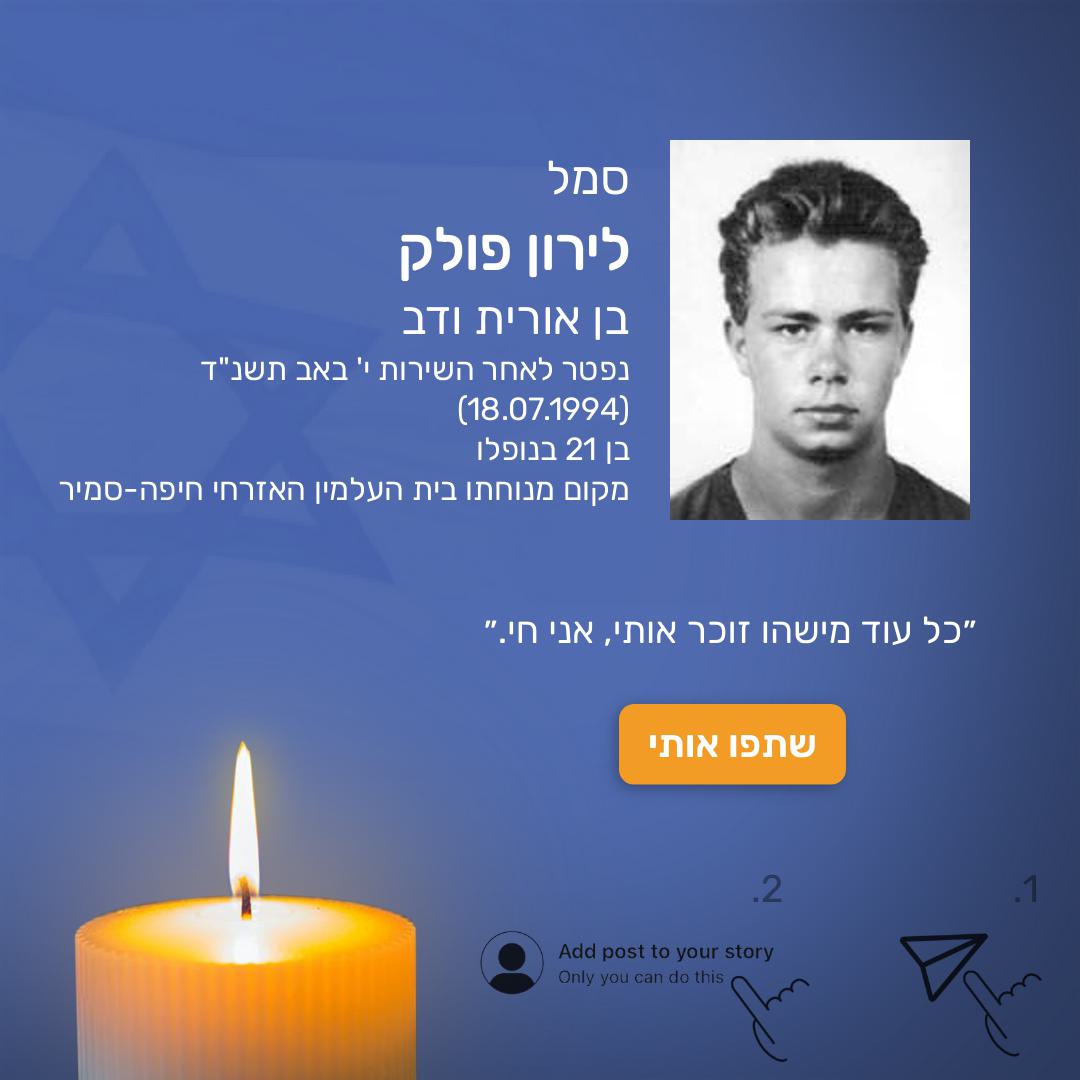 סמל
לירון פולק
בן אורית ודב
נפטר לאחר השירות י' באב תשנ"ד
(18.07.1994)
בן 21 בנופלו
מקום מנוחתו בית העלמין האזרחי חיפה-סמיר
״כל עוד מישהו זוכר אותי, אני חי.״
שתפו אותי
1.
2.
Add post to your story
Only you can do this